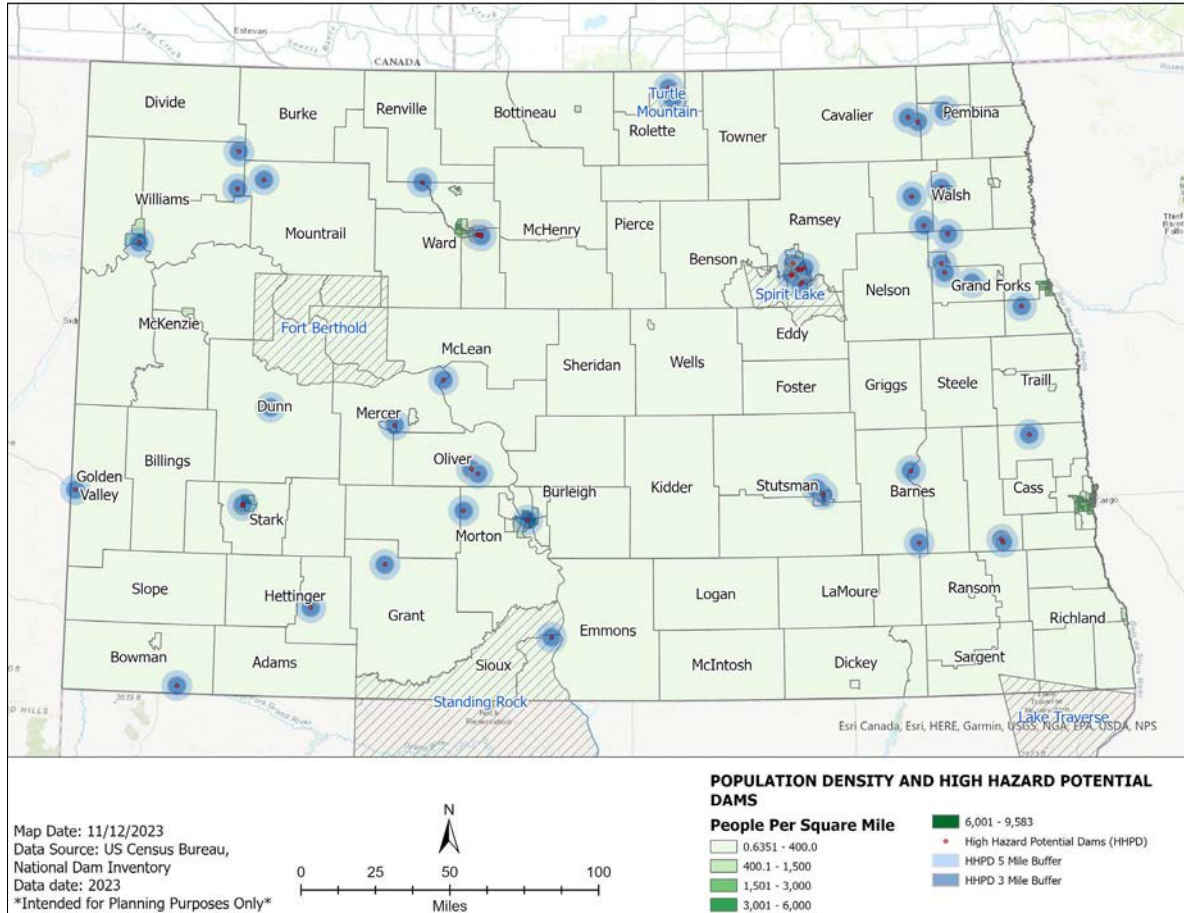 Estevan
CANADA
Divide
Burke
Renville
Bottineau
Turtle
Mountain
Rolette
Towner
Cavalier
Pembina
Williams
Mountrail
Ward
McHenry
Pierce
Benson
Ramsey
Walsh
Nelson
Grand Forks
Spirit Lake
McKenzie
Fort Berthold
McLean
Sheridan
Wells
Eddy
Foster
Griggs
Steele
Traill
Dunn
Mercer
Oliver
Golden
Valley
Billings
Stark
Morton
Burleigh
Kidder
Stutsman
Barnes
Cass
Slope
Hettinger
Grant
Bowman
Adams
Sioux
Emmons
Logan
LaMoure
Ransom
Richland
McIntosh
Dickey
Sargent
Standing Rock
Lake Traverse
Esri Canada, Esri, HERE, Garmin, USGS, NGA, EPA, USDA, NPS
Map Date: 11/12/2023
Data Source: US Census Bureau,
National Dam Inventory
Data date: 2023
*Intended for Planning Purposes Only*
N
0 25 50 100
Miles
POPULATION DENSITY AND HIGH HAZARD POTENTIAL
DAMS
People Per Square Mile
0.6351 - 400.0
400.1 - 1,500
1,501 - 3,000
3,001 - 6,000
6,001 - 9,583
High Hazard Potential Dams (HHPD)
HHPD 5 Mile Buffer
HHPD 3 Mile Buffer